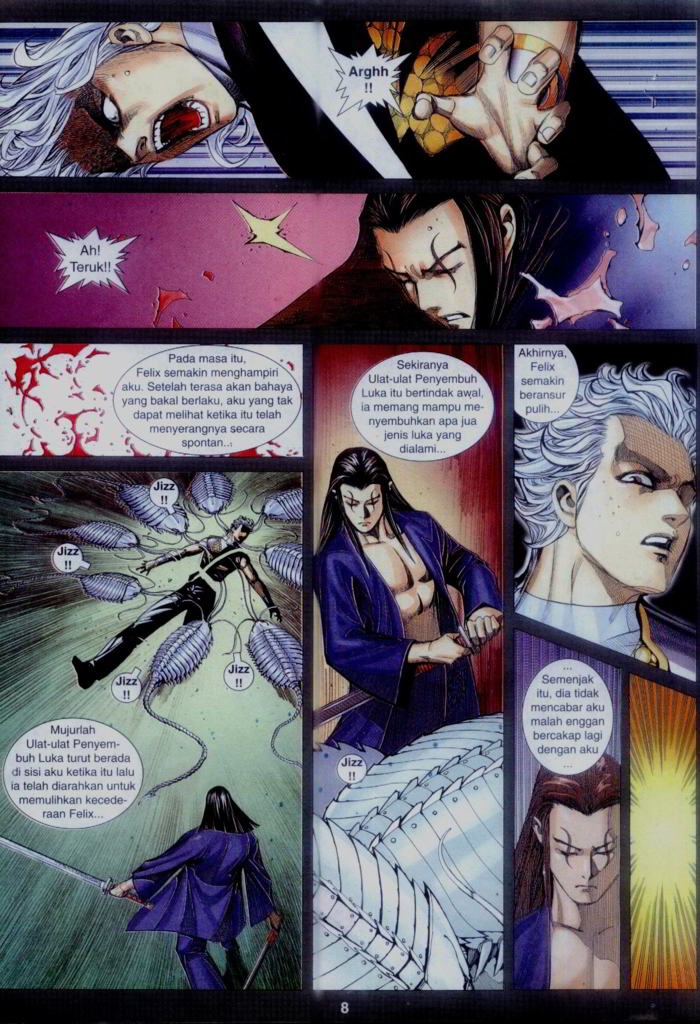 Arghh
!!
Ah!
Teruk!!
Pada masa itu,
Felix semakin menghampiri
aku. Setelah terasa akan bahaya
yang bakal berlaku, aku yang tak
dapat melihat ketika itu telah
menyerangnya secara
spontan...
Jizz
!!
Jizz
!!
Jizz
!!
Jizz
!!
Mujurlah
Ulat-ulat Penyem-
buh Luka turut berada
di sisi aku ketika itu lalu
ia telah diarahkan untuk
memulihkan kecede-
raan Felix...
Sekiranya
Ulat-ulat Penyembuh
Luka itu bertindak awal,
ia memang mampu me-
nyembuhkan apa jua
jenis luka yang
dialami...
Jizz
!!
Akhirnya,
Felix
semakin
beransur
pulih...
...
Semenjak
itu, dia tidak
mencabar aku
malah enggan
bercakap lagi
dengan aku
...
8